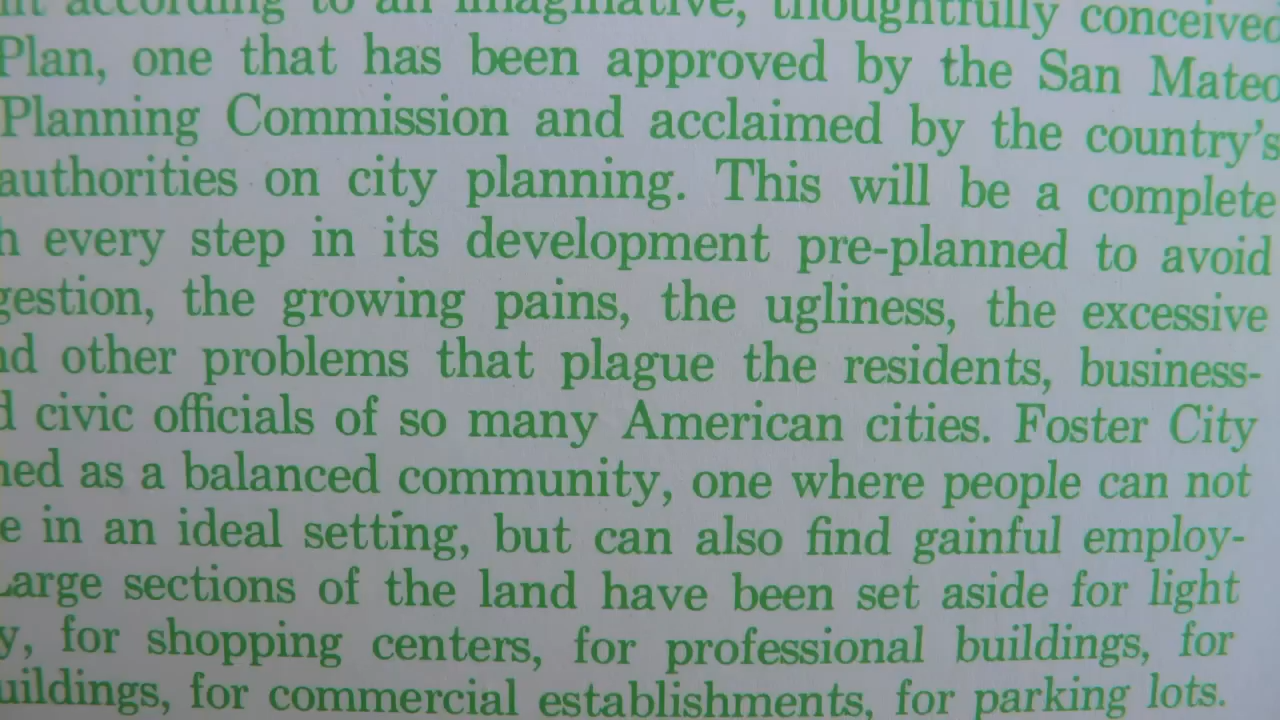 according to an imaginative, thoughtfully conceived
Plan, one that has been approved by the San Mateo
Planning Commission and acclaimed by the country's
authorities on city planning. This will be a complete
h every step in its development pre-planned to avoid
gestion, the growing pains, the ugliness, the excessive
nd other problems that plague the residents, business-
d civic officials of so many American cities. Foster City
ned as a balanced community, one where people can not
e in an ideal setting, but can also find gainful employ-
Large sections of the land have been set aside for light
y, for shopping centers, for professional buildings, for
uildings, for commercial establishments, for parking lots.